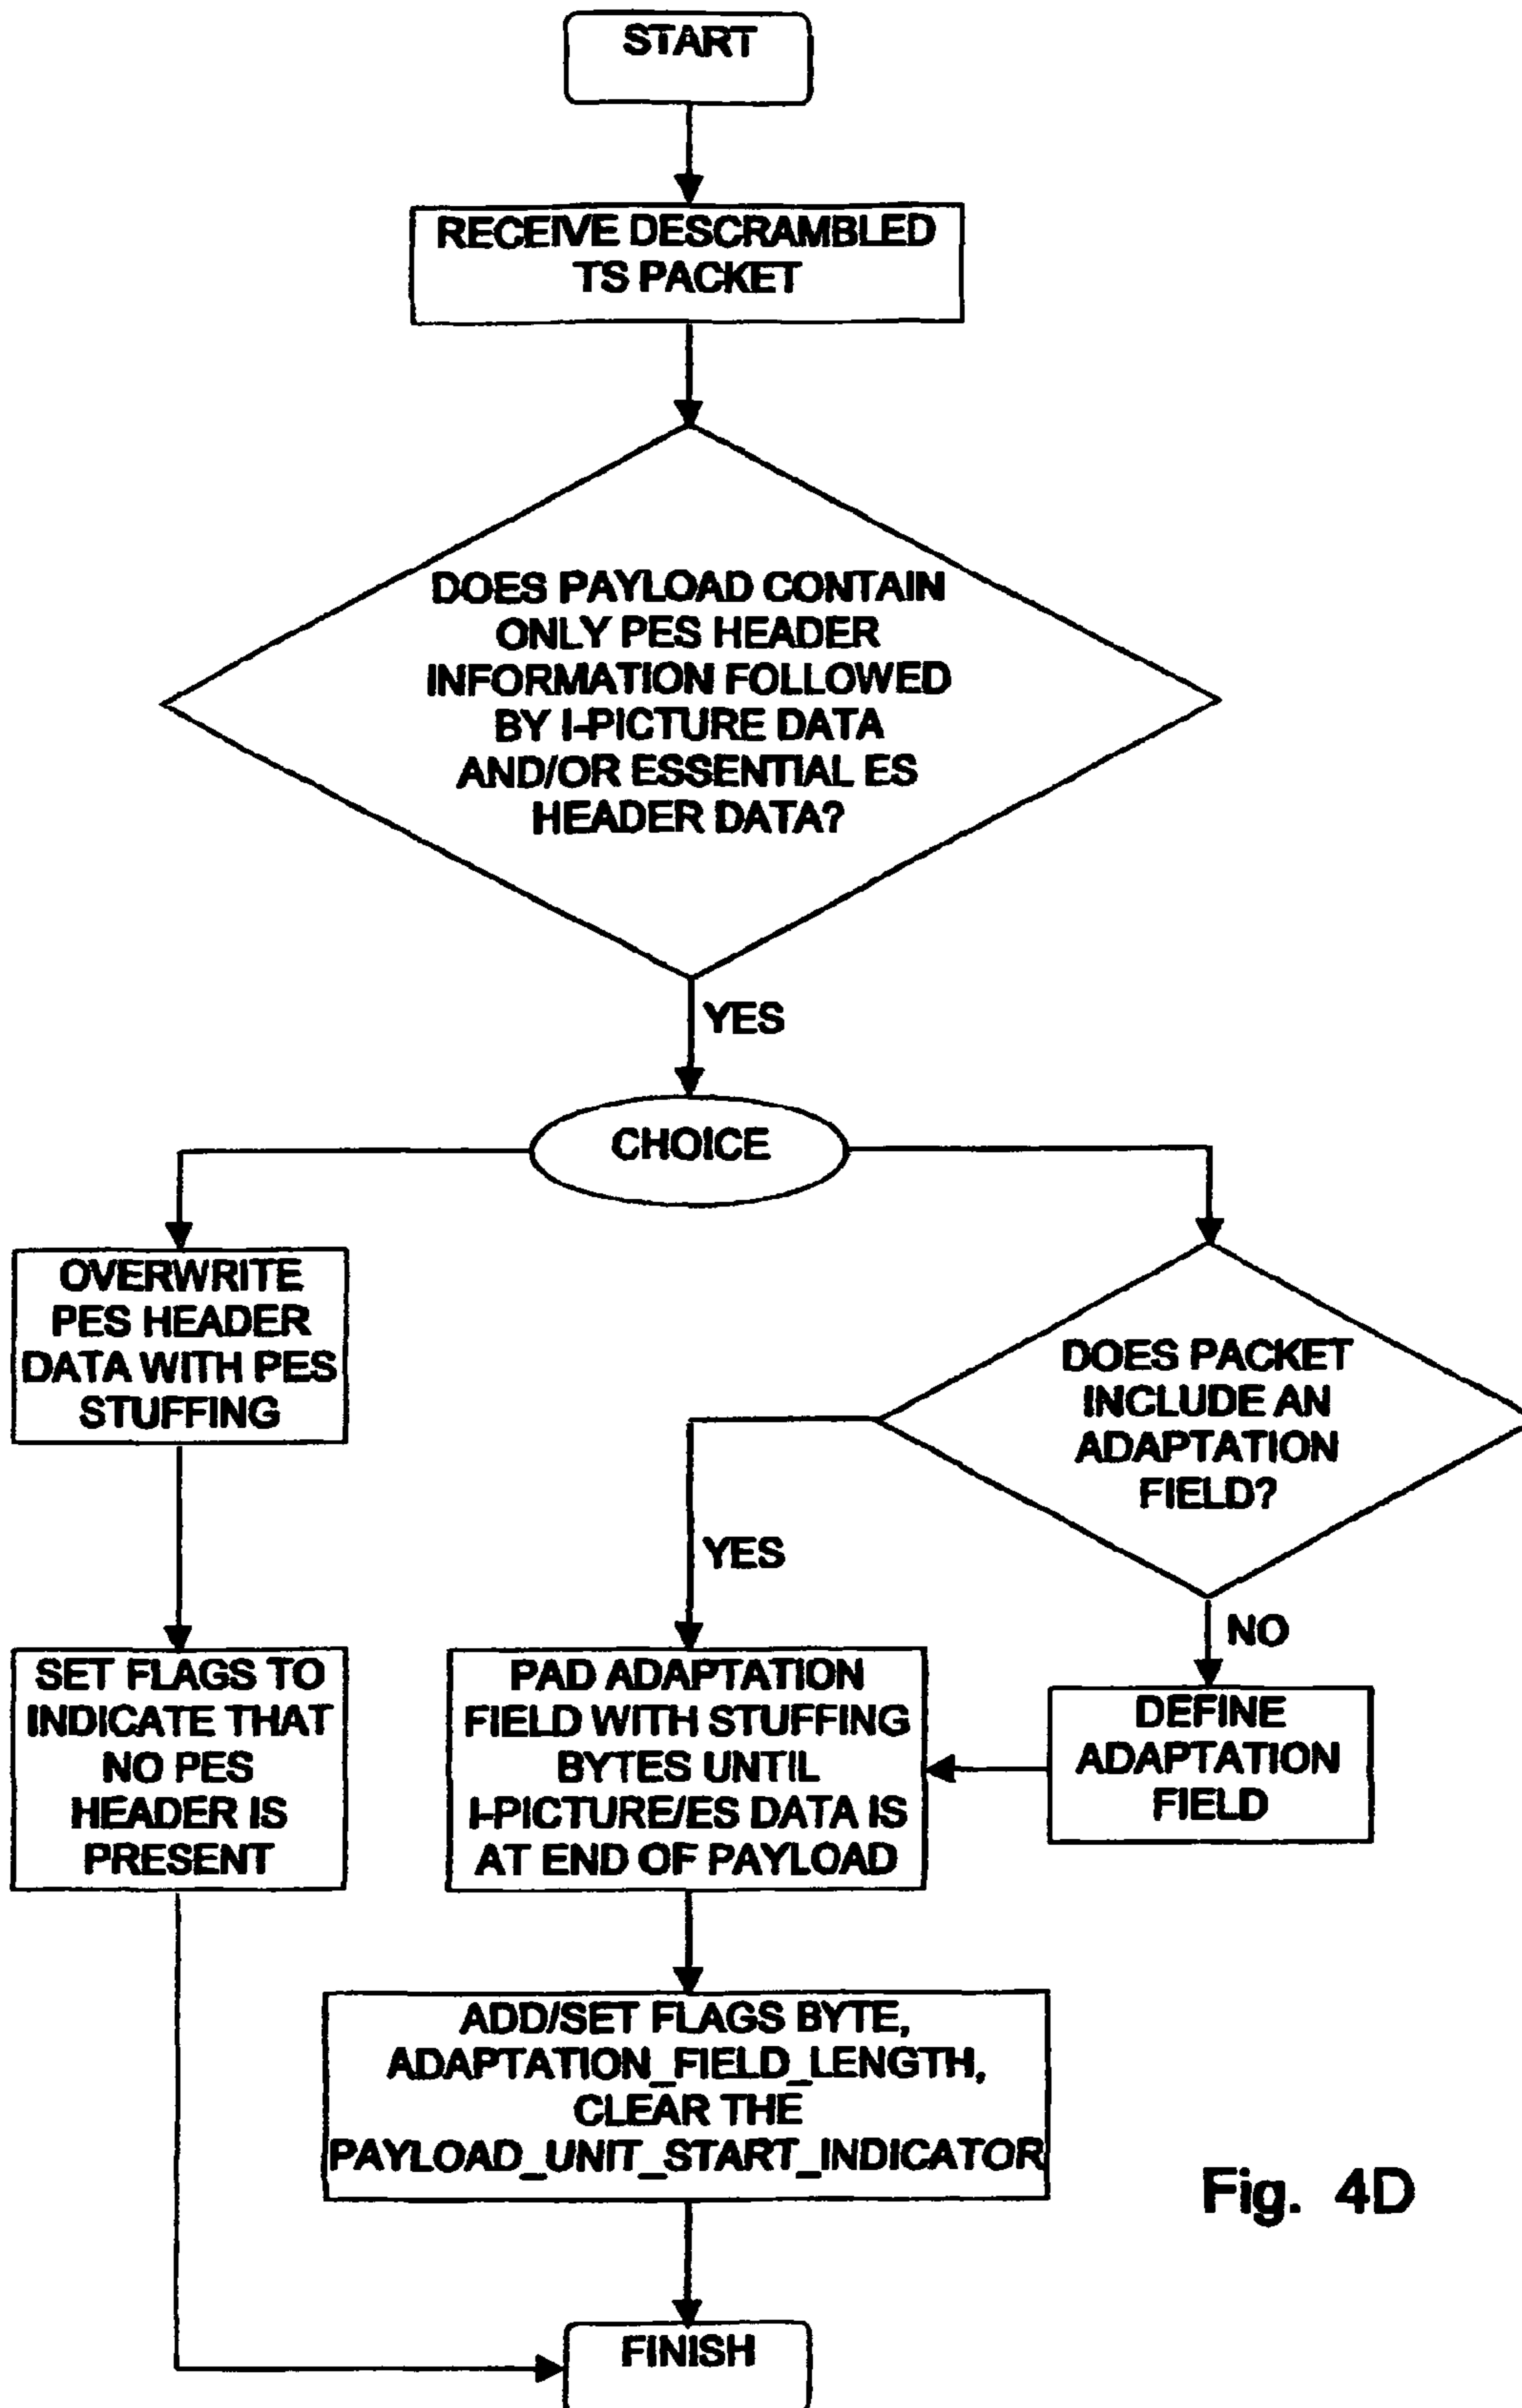 START
RECEIVE DESCRAMBLED
TS PACKET
DOES PAYLOAD CONTAIN
ONLY PES HEADER
INFORMATION FOLLOWED
BY I-PICTURE DATA
AND/OR ESSENTIAL ES
HEADER DATA?
YES
CHOICE
OVERWRITE
PES HEADER
DATA WITH PES
STUFFING
DOES PACKET
INCLUDE AN
ADAPTATION
FIELD?
YES
NO
SET FLAGS TO
INDICATE THAT
NO PES
HEADER IS
PRESENT
PAD ADAPTATION
FIELD WITH STUFFING
BYTES UNTIL
I-PICTURE/ES DATA IS
AT END OF PAYLOAD
DEFINE
ADAPTATION
FIELD
ADD/SET FLAGS BYTE,
ADAPTATION_FIELD_LENGTH,
CLEAR THE
PAYLOAD_UNIT_START_INDICATOR
Fig. 4D
FINISH